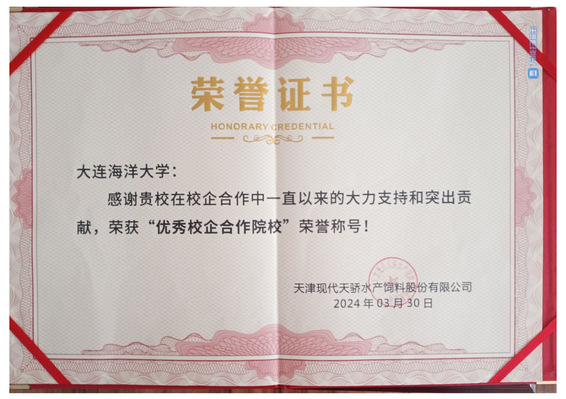 荣誉证书
HONORARY CREDENTIAL
大连海洋大学：
感谢贵校在校企合作中一直以来的大力支持和突出贡
献，荣获“优秀校企合作院校”荣誉称号！
天津现代天骄水产饲料股份有限公司
2024年03月30日